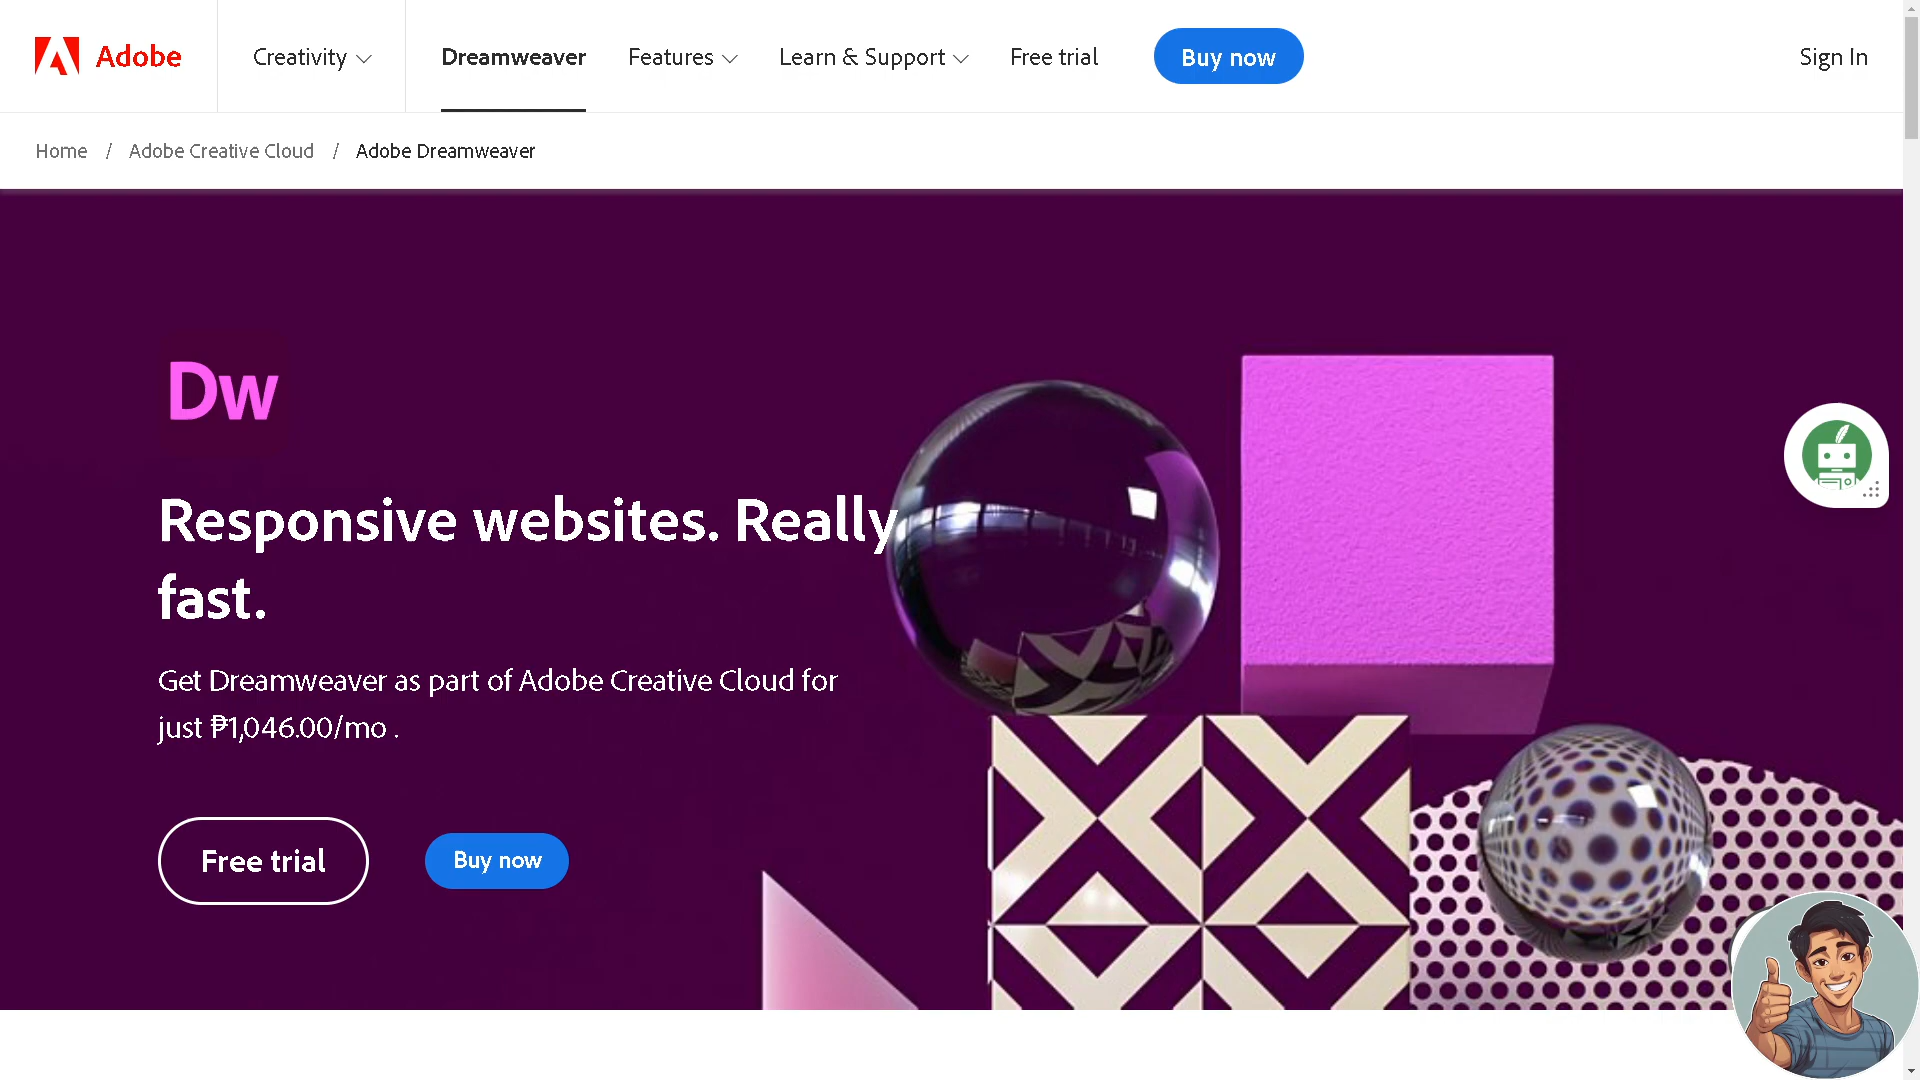 Adobe
Creativity
Dreamweaver
Features
Learn & Support
Free trial
Buy now
Sign In
Home / Adobe Creative Cloud / Adobe Dreamweaver
Dw
Responsive websites. Really
fast.
Get Dreamweaver as part of Adobe Creative Cloud for
just ₱1,046.00/mo .
Free trial
Buy now